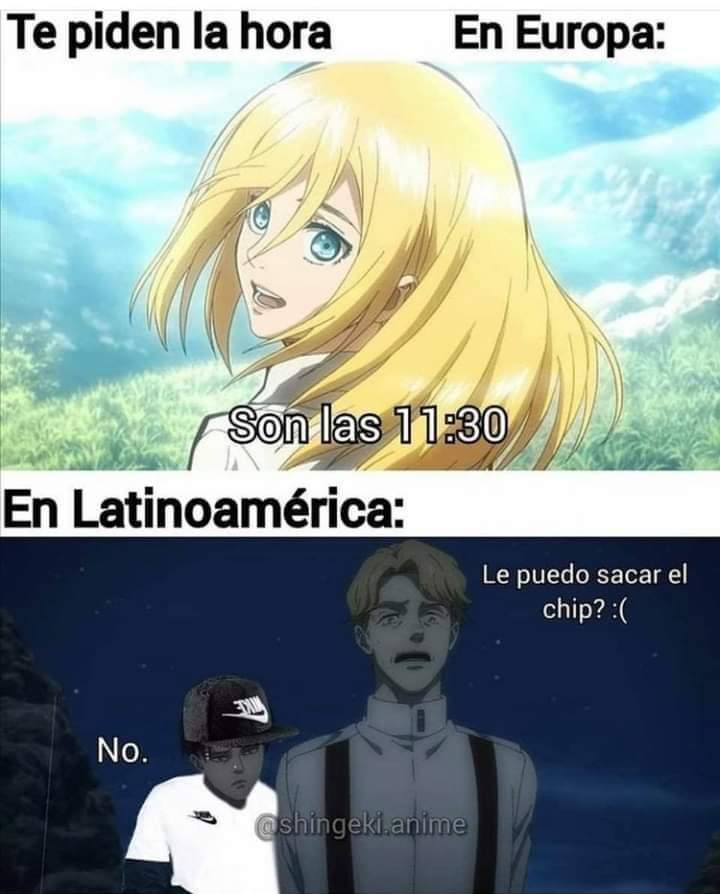 Te piden la hora
En Europa:
Son las 11:30
En Latinoamérica:
Le puedo sacar el
chip? :(
NIKE
No.
@shingeki.anime